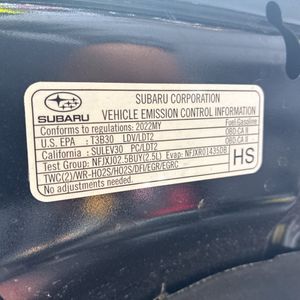 SUBARU CORPORATION
SUBARU VEHICLE EMISSION CONTROL INFORMATION
Conforms to regulations: 2022MY Fuel:Gasoline
U.S. EPA : T3B30 LDV/LDT2 OBD:CA II
California : SULEV30 PC/LDT2 OBD:CA II
Test Group: NFJXJ02.5BUY(2.5L) Evap: NFJXR0143SGB
TWC(2)/WR-HO2S/HO2S/DFI/EGR/EGRC
No adjustments needed.
HS